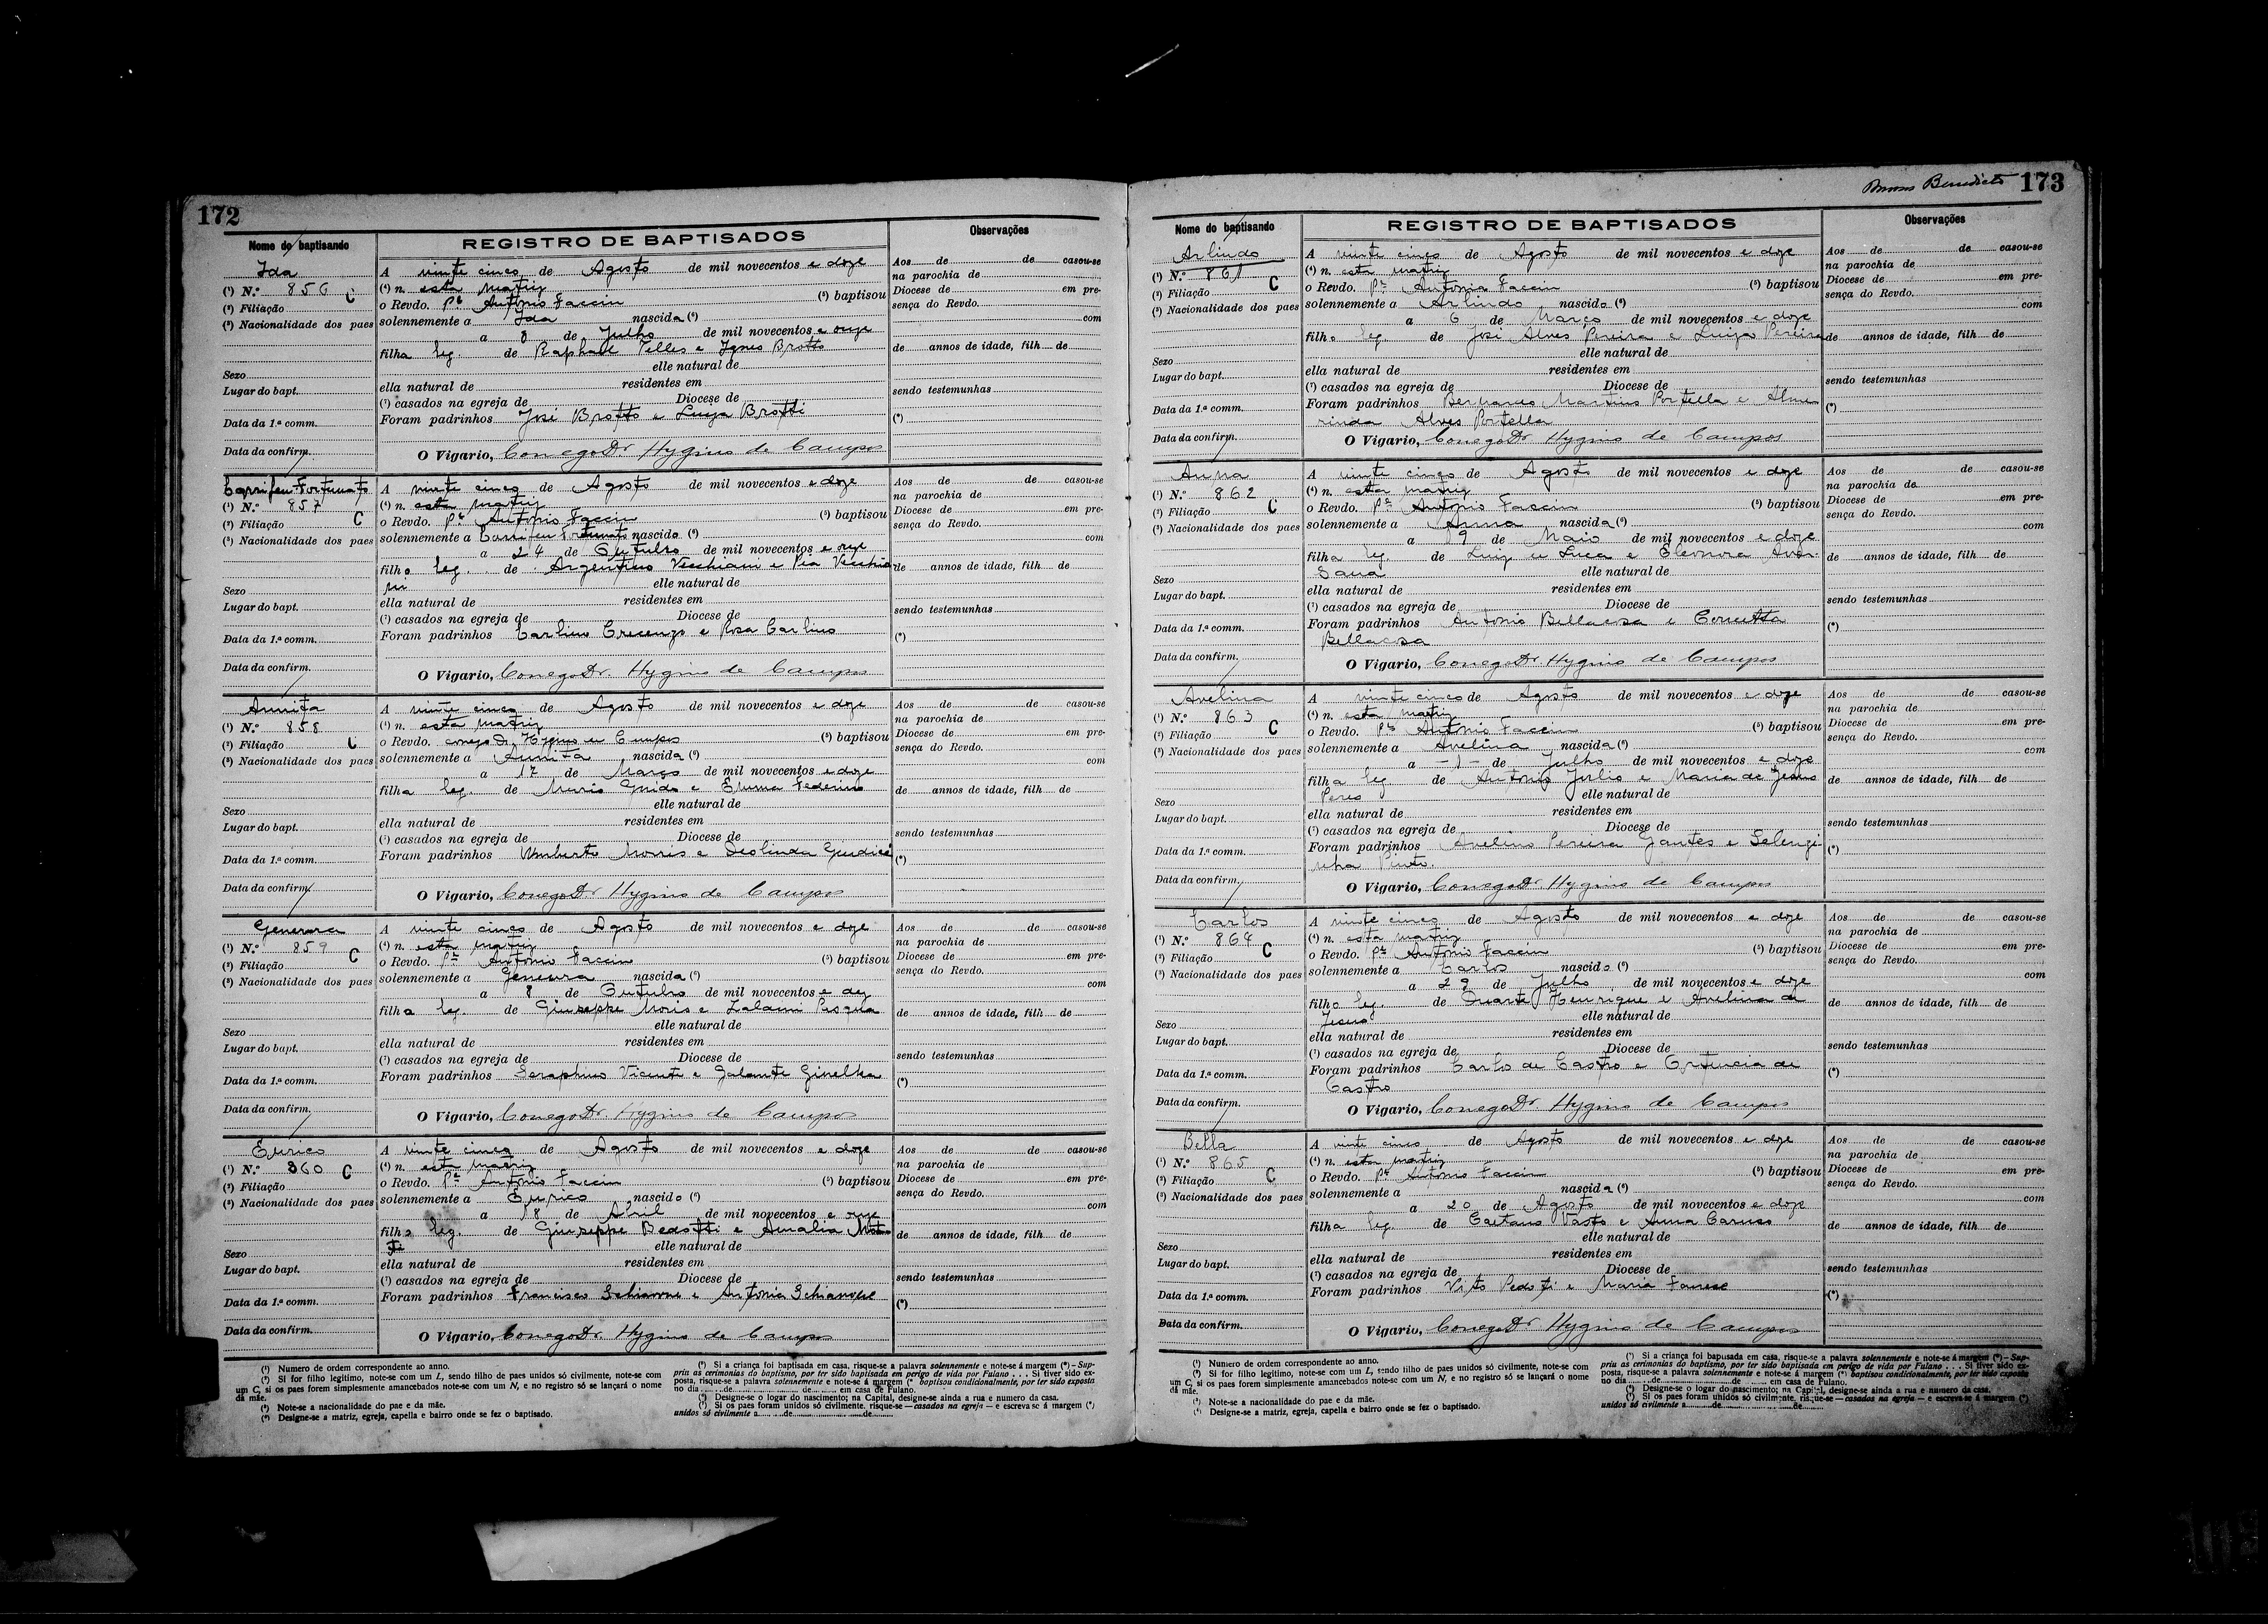 172
Nome do baptisando
REGISTRO DE BAPTISADOS
Observações
Ida
(¹) N.º 856 C
(²) Filiação
(³) Nacionalidade dos paes
Sexo
Lugar do bapt.
Data da 1.ª comm.
Data da confirm.
A vinte cinco de Agosto de mil novecentos e doze
(⁴) n. esta matriz
o Revdo. Pe Antonio Faccin (⁵) baptisou
solennemente a Ida nascida (⁶)
a 8 de Julho de mil novecentos e onze
filha leg. de Raphael Telles e Ignes Brotto
elle natural de
ella natural de residentes em
(⁷) casados na egreja de Diocese de
Foram padrinhos José Brotto e Luiza Brotti
O Vigario, Conego Dr. Hygino de Campos
Aos de de casou-se
na parochia de
Diocese de em pre-
sença do Revdo.
com
de annos de idade, filh de
sendo testemunhas
(*)
Fortunato
(¹) N.º 857 C
(²) Filiação
(³) Nacionalidade dos paes
Sexo
Lugar do bapt.
Data da 1.ª comm.
Data da confirm.
A vinte cinco de Agosto de mil novecentos e doze
(⁴) n. esta matriz
o Revdo. Pe Antonio Faccin (⁵) baptisou
solennemente a Fortunato nascido (⁶)
a 24 de Outubro de mil novecentos e onze
filho leg. de Argentino Vecchiani e Pia Vecchia
ni elle natural de
ella natural de residentes em
(⁷) casados na egreja de Diocese de
Foram padrinhos Carlino Crecenzo e Rosa Carlino
O Vigario, Conego Dr. Hygino de Campos
Aos de de casou-se
na parochia de
Diocese de em pre-
sença do Revdo.
com
de annos de idade, filh de
sendo testemunhas
(*)
Annita
(¹) N.º 858 C
(²) Filiação
(³) Nacionalidade dos paes
Sexo
Lugar do bapt.
Data da 1.ª comm.
Data da confirm.
A vinte cinco de Agosto de mil novecentos e doze
(⁴) n. esta matriz
o Revdo. conego Dr. Hygino de Campos (⁵) baptisou
solennemente a Annita nascida (⁶)
a 17 de Março de mil novecentos e doze
filha leg. de Guido e Emma Federino
elle natural de
ella natural de residentes em
(⁷) casados na egreja de Diocese de
Foram padrinhos Umberto e Deolinda
O Vigario, Conego Dr. Hygino de Campos
Aos de de casou-se
na parochia de
Diocese de em pre-
sença do Revdo.
com
de annos de idade, filh de
sendo testemunhas
(*)
Genevra
(¹) N.º 859 C
(²) Filiação
(³) Nacionalidade dos paes
Sexo
Lugar do bapt.
Data da 1.ª comm.
Data da confirm.
A vinte cinco de Agosto de mil novecentos e doze
(⁴) n. esta matriz
o Revdo. Pe Antonio Faccin (⁵) baptisou
solennemente a Genevra nascida (⁶)
a 8 de Outubro de mil novecentos e dez
filha leg. de Giuseppe e
elle natural de
ella natural de residentes em
(⁷) casados na egreja de Diocese de
Foram padrinhos Seraphino Vicente e Galante
O Vigario, Conego Dr. Hygino de Campos
Aos de de casou-se
na parochia de
Diocese de em pre-
sença do Revdo.
com
de annos de idade, filh de
sendo testemunhas
(*)
Eurico
(¹) N.º 860 C
(²) Filiação
(³) Nacionalidade dos paes
Sexo
Lugar do bapt.
Data da 1.ª comm.
Data da confirm.
A vinte cinco de Agosto de mil novecentos e doze
(⁴) n. esta matriz
o Revdo. Pe Antonio Faccin (⁵) baptisou
solennemente a Eurico nascido (⁶)
a 18 de Abril de mil novecentos e onze
filho leg. de Giuseppe Bedotti e Amalia
elle natural de
ella natural de residentes em
(⁷) casados na egreja de Diocese de
Foram padrinhos Francisco Schiavone e Antonia Schiavone
O Vigario, Conego Dr. Hygino de Campos
Aos de de casou-se
na parochia de
Diocese de em pre-
sença do Revdo.
com
de annos de idade, filh de
sendo testemunhas
(*)
(¹) Numero de ordem correspondente ao anno.
(²) Si for filho legitimo, note-se com um L, sendo filho de paes unidos só civilmente, note-se com
um C, si os paes forem simplesmente amancebados note-se com um N, e no registro só se lançará o nome
da mãe.
(³) Note-se a nacionalidade do pae e da mãe.
(⁴) Designe-se a matriz, egreja, capella e bairro onde se fez o baptisado.
(⁵) Si a criança foi baptisada em casa, risque-se a palavra solennemente e note-se á margem (*) – Sup-
priu as cerimonias do baptismo, por ter sido baptisada em perigo de vida por Fulano . . . Si tiver sido ex-
posta, risque-se a palavra solennemente e note-se á margem (* baptisou condicionalmente, por ter sido exposta
no dia de de em casa de Fulano.
(⁶) Designe-se o logar do nascimento; na Capital, designe-se ainda a rua e numero da casa.
(⁷) Si os paes foram unidos só civilmente, risque-se — casados na egreja — e escreva-se á margem (*)
unidos só civilmente a de de
Benedicto 173
Nome do baptisando
REGISTRO DE BAPTISADOS
Observações
Arlindo
(¹) N.º 861 C
(²) Filiação
(³) Nacionalidade dos paes
Sexo
Lugar do bapt.
Data da 1.ª comm.
Data da confirm.
A vinte cinco de Agosto de mil novecentos e doze
(⁴) n. esta matriz
o Revdo. Pe Antonio Faccin (⁵) baptisou
solennemente a Arlindo nascido (⁶)
a 6 de Março de mil novecentos e doze
filho leg. de José Alves Pereira e Luiza Pereira
elle natural de
ella natural de residentes em
(⁷) casados na egreja de Diocese de
Foram padrinhos Martins Portella e Alme
rinda Alves Portella
O Vigario, Conego Dr. Hygino de Campos
Aos de de casou-se
na parochia de
Diocese de em pre-
sença do Revdo.
com
de annos de idade, filh de
sendo testemunhas
(*)
Anna
(¹) N.º 862 C
(²) Filiação
(³) Nacionalidade dos paes
Sexo
Lugar do bapt.
Data da 1.ª comm.
Data da confirm.
A vinte cinco de Agosto de mil novecentos e doze
(⁴) n. esta matriz
o Revdo. Pe Antonio Faccin (⁵) baptisou
solennemente a Anna nascida (⁶)
a 19 de Maio de mil novecentos e doze
filha leg. de Luiz de Luca e Eleonora
elle natural de
ella natural de residentes em
(⁷) casados na egreja de Diocese de
Foram padrinhos Antonio Bellacosa e Concetta
Bellacosa
O Vigario, Conego Dr. Hygino de Campos
Aos de de casou-se
na parochia de
Diocese de em pre-
sença do Revdo.
com
de annos de idade, filh de
sendo testemunhas
(*)
Avelina
(¹) N.º 863 C
(²) Filiação
(³) Nacionalidade dos paes
Sexo
Lugar do bapt.
Data da 1.ª comm.
Data da confirm.
A vinte cinco de Agosto de mil novecentos e doze
(⁴) n. esta matriz
o Revdo. Pe Antonio Faccin (⁵) baptisou
solennemente a Avelina nascida (⁶)
a -1- de Julho de mil novecentos e doze
filha leg. de Antonio Julio e Maria de Jesus
Peres elle natural de
ella natural de residentes em
(⁷) casados na egreja de Diocese de
Foram padrinhos Avelino Pereira e
Pinto.
O Vigario, Conego Dr. Hygino de Campos
Aos de de casou-se
na parochia de
Diocese de em pre-
sença do Revdo.
com
de annos de idade, filh de
sendo testemunhas
(*)
Carlos
(¹) N.º 864 C
(²) Filiação
(³) Nacionalidade dos paes
Sexo
Lugar do bapt.
Data da 1.ª comm.
Data da confirm.
A vinte cinco de Agosto de mil novecentos e doze
(⁴) n. esta matriz
o Revdo. Pe Antonio Faccin (⁵) baptisou
solennemente a Carlos nascido (⁶)
a 29 de Julho de mil novecentos e doze
filho leg. de Duarte Henrique e Avelina de
Jesus elle natural de
ella natural de residentes em
(⁷) casados na egreja de Diocese de
Foram padrinhos Carlos de Castro e Ortencia de
Castro
O Vigario, Conego Dr. Hygino de Campos
Aos de de casou-se
na parochia de
Diocese de em pre-
sença do Revdo.
com
de annos de idade, filh de
sendo testemunhas
(*)
Bella
(¹) N.º 865 C
(²) Filiação
(³) Nacionalidade dos paes
Sexo
Lugar do bapt.
Data da 1.ª comm.
Data da confirm.
A vinte cinco de Agosto de mil novecentos e doze
(⁴) n. esta matriz
o Revdo. Pe Antonio Faccin (⁵) baptisou
solennemente a nascida (⁶)
a 20 de Agosto de mil novecentos e doze
filha leg. de Caetano Vasto e Anna Caruso
elle natural de
ella natural de residentes em
(⁷) casados na egreja de Diocese de
Foram padrinhos Vito Pedoti e Maria Farese
O Vigario, Conego Dr. Hygino de Campos
Aos de de casou-se
na parochia de
Diocese de em pre-
sença do Revdo.
com
de annos de idade, filh de
sendo testemunhas
(*)
(¹) Numero de ordem correspondente ao anno.
(²) Si for filho legitimo, note-se com um L, sendo filho de paes unidos só civilmente, note-se com
um C, si os paes forem simplesmente amancebados note-se com um N, e no registro só se lançará o nome
da mãe.
(³) Note-se a nacionalidade do pae e da mãe.
(⁴) Designe-se a matriz, egreja, capella e bairro onde se fez o baptisado.
(⁵) Si a criança foi baptisada em casa, risque-se a palavra solennemente e note-se á margem (*) – Sup-
priu as cerimonias do baptismo, por ter sido baptisada em perigo de vida por Fulano . . . Si tiver sido ex-
posta, risque-se a palavra solennemente e note-se á margem (*) baptisou condicionalmente, por ter sido exposta
no dia de de em casa de Fulano.
(⁶) Designe-se o logar do nascimento; na Capital, designe-se ainda a rua e numero da casa.
(⁷) Si os paes foram unidos só civilmente, risque-se — casados na egreja — e escreva-se á margem (*)
unidos só civilmente a de de